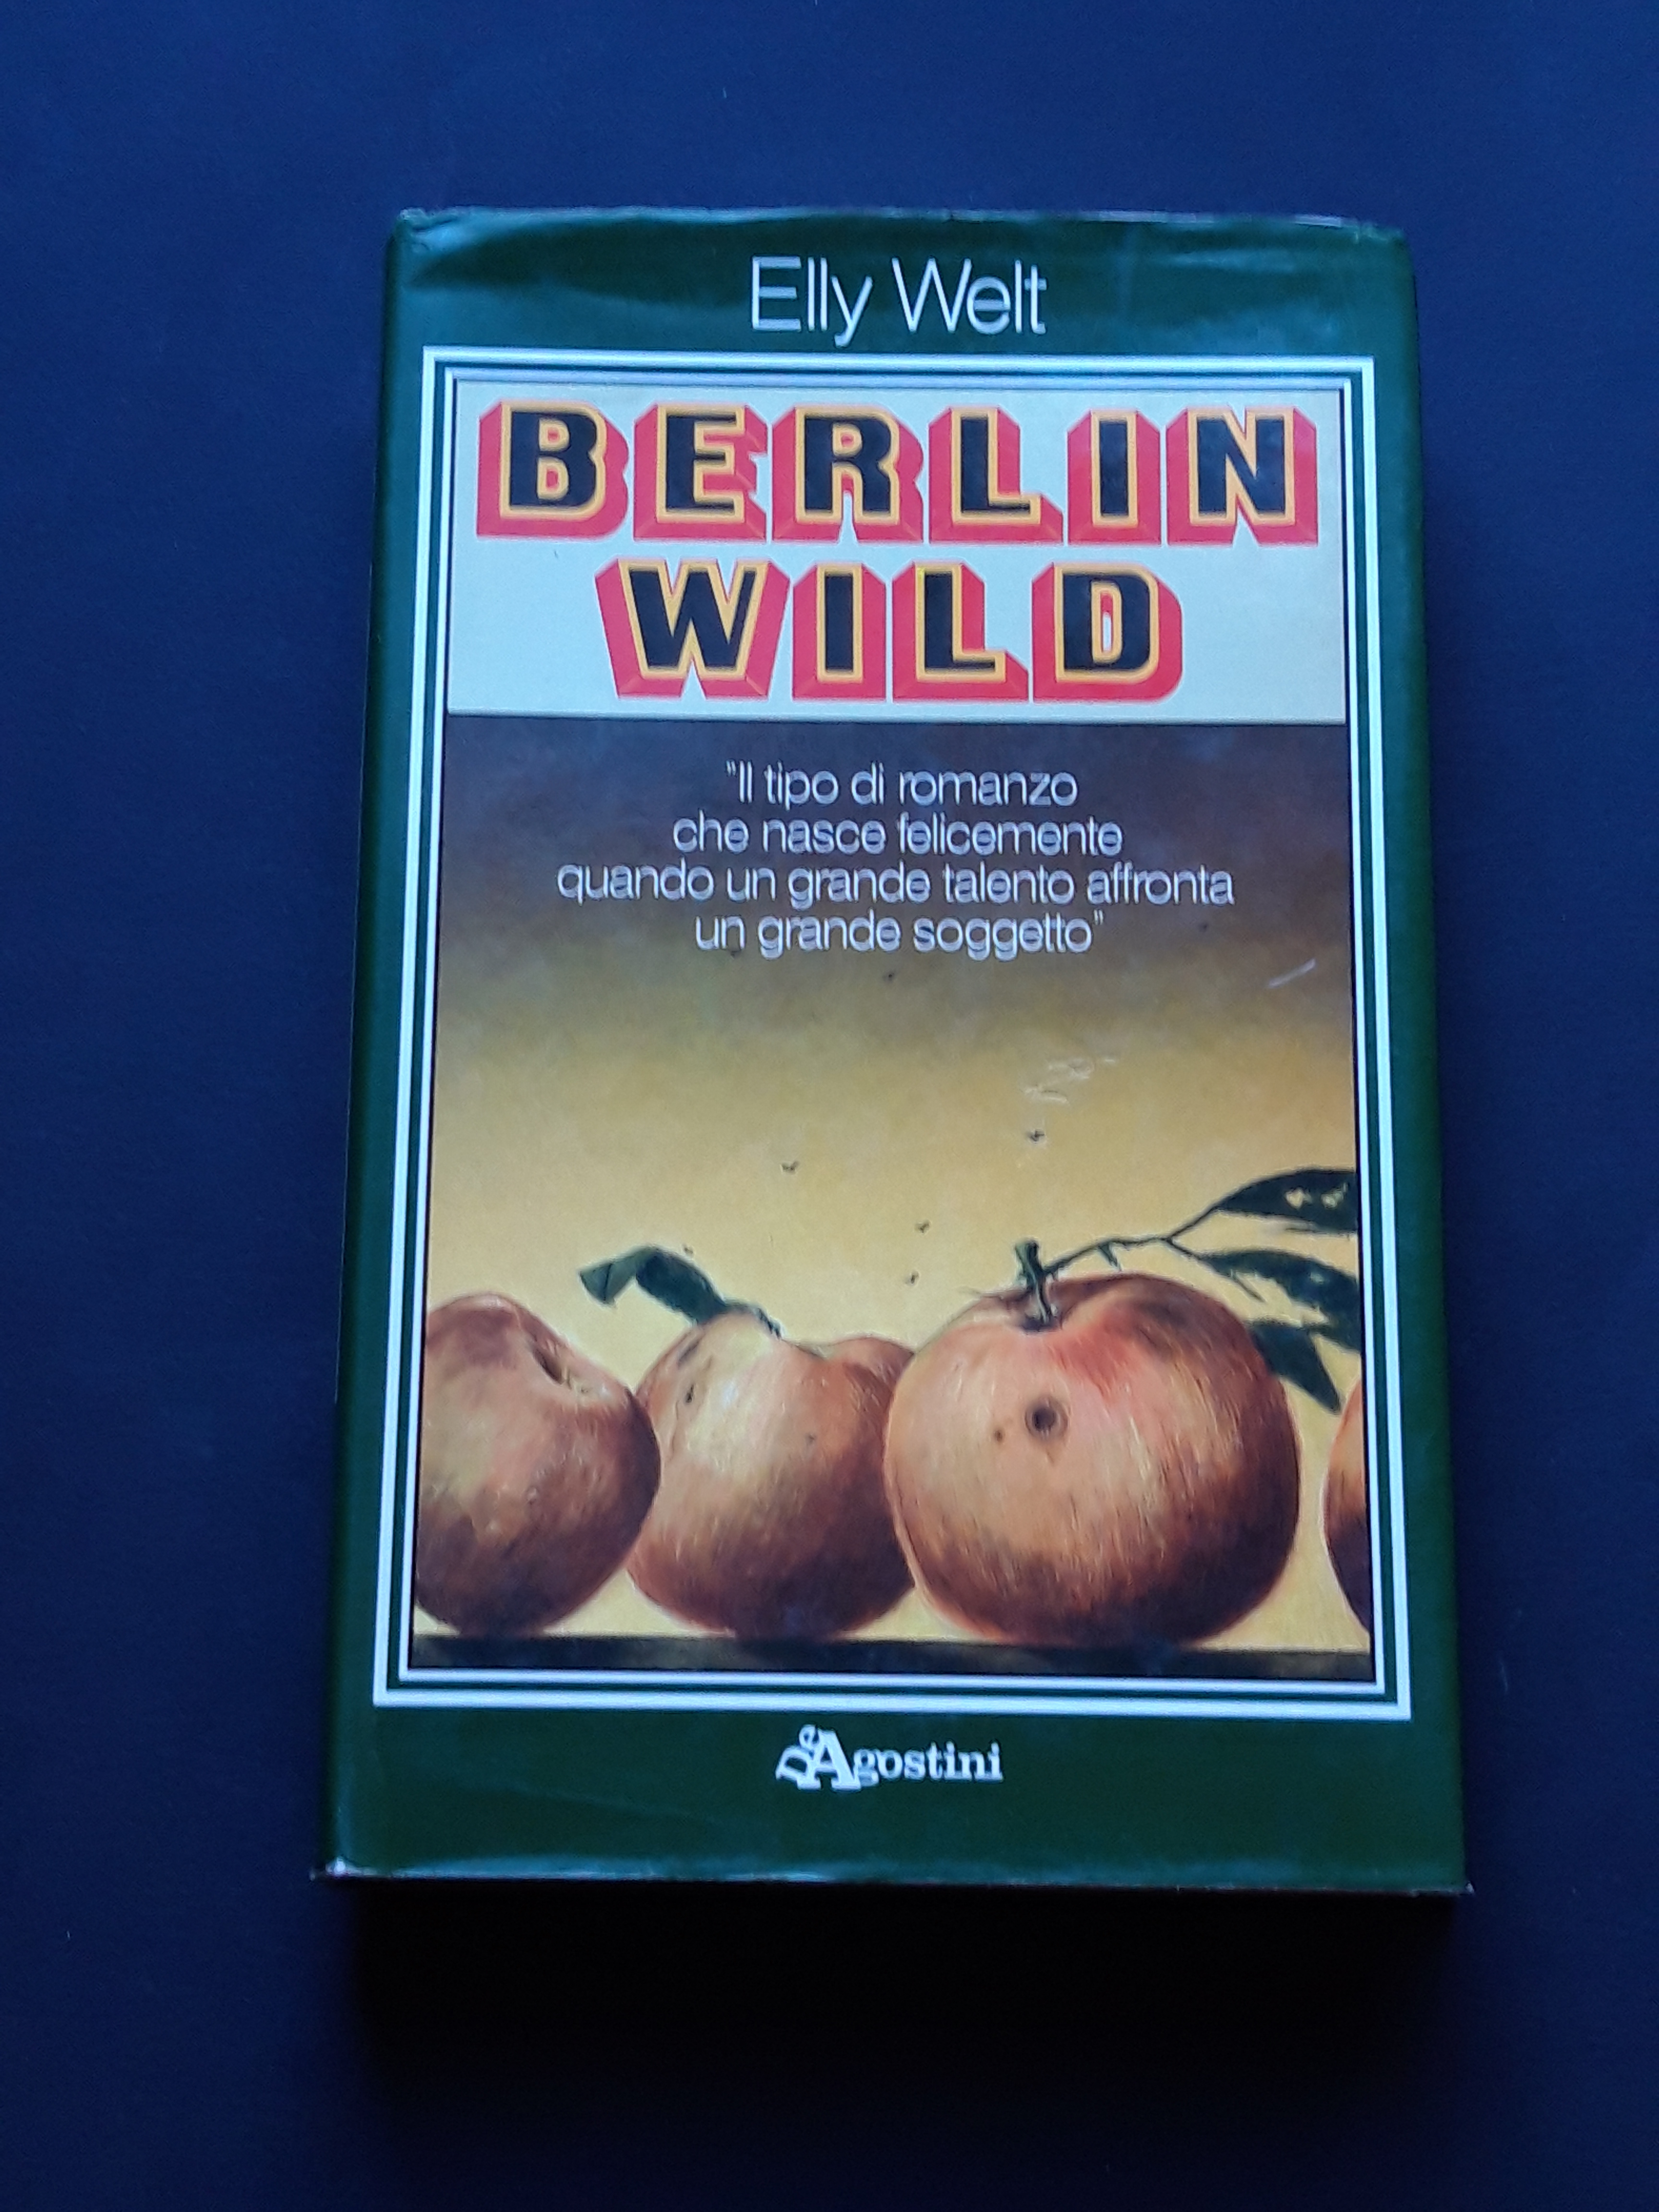 Elly Welt
BERLIN
WILD
"Il tipo di romanzo
che nasce felicemente
quando un grande talento affronta
un grande soggetto"
DeAgostini